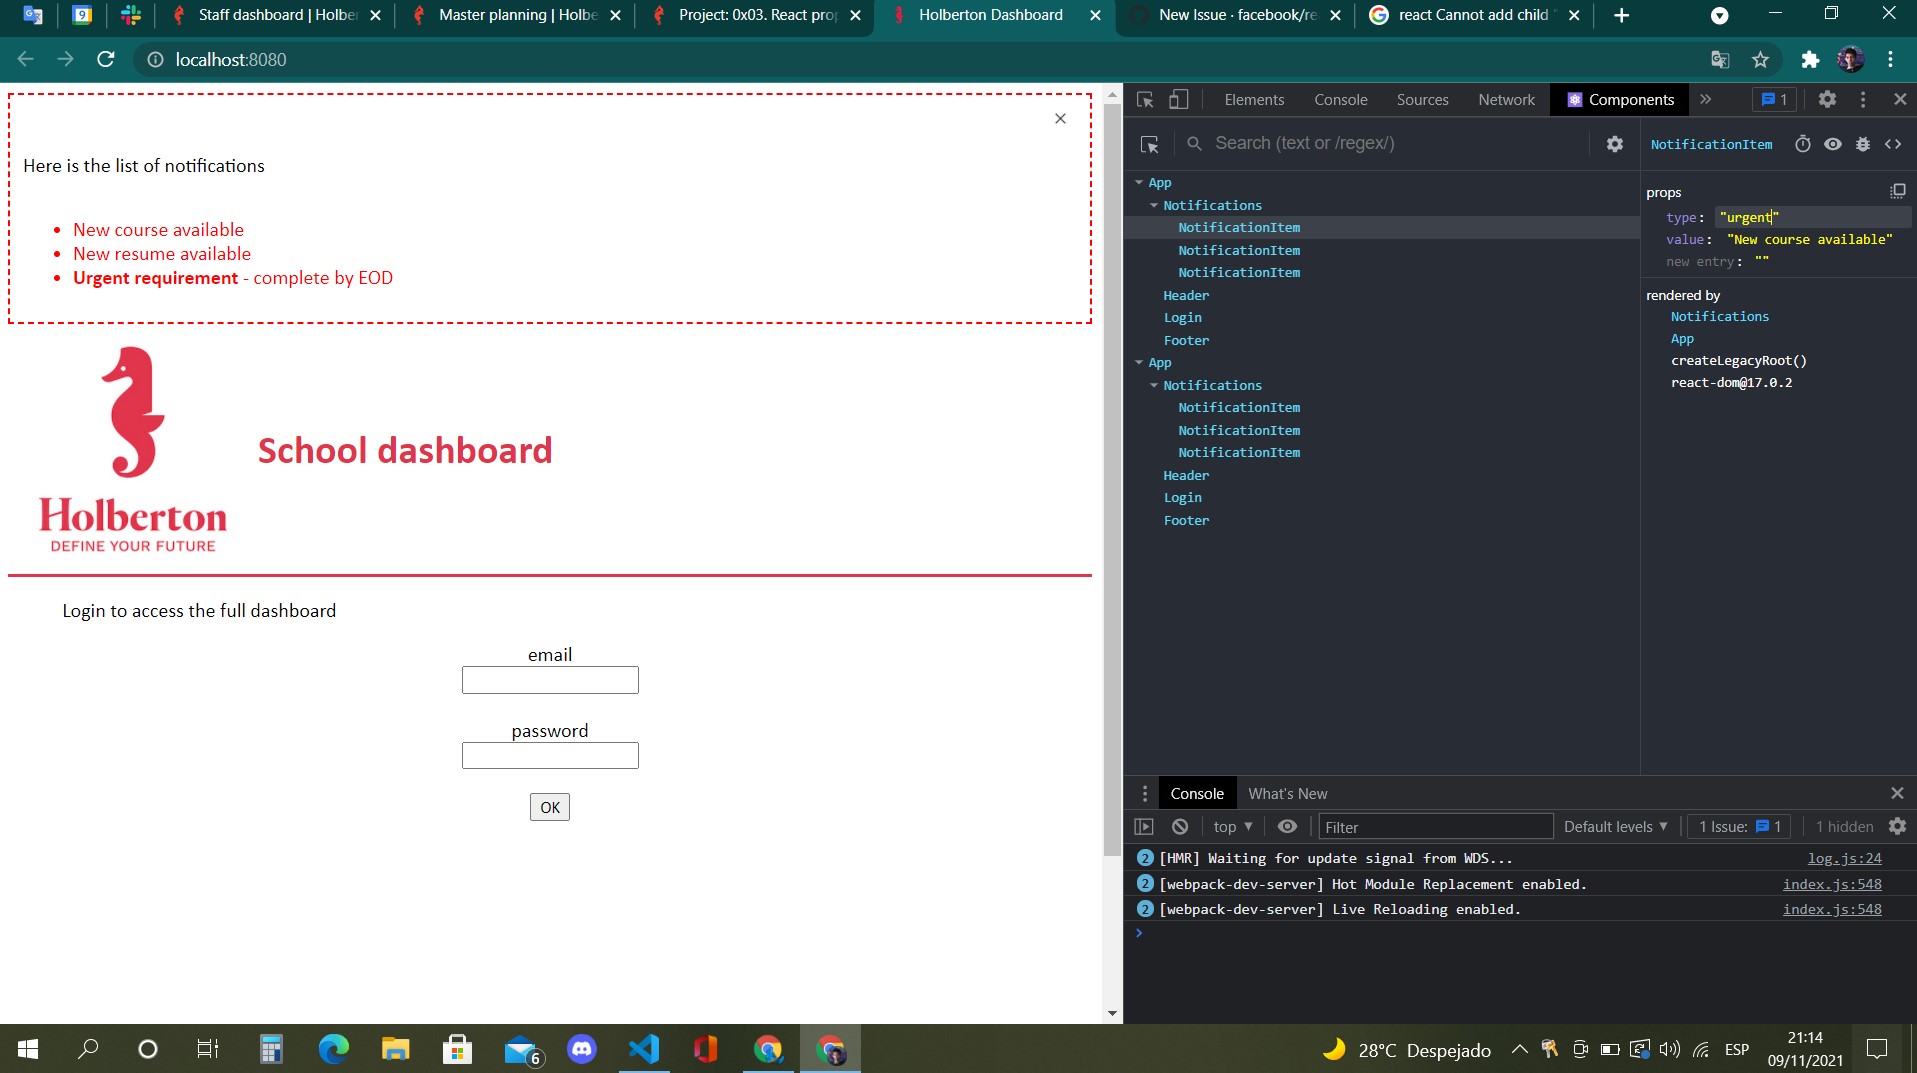 9
Staff dashboard | Holber
Master planning | Holbe
Project: 0x03. React prop
Holberton Dashboard
New Issue · facebook/re
react Cannot add child "
localhost:8080
Here is the list of notifications
New course available
New resume available
Urgent requirement - complete by EOD
Holberton
DEFINE YOUR FUTURE
School dashboard
Login to access the full dashboard
email
password
OK
Elements
Console
Sources
Network
Components
1
Search (text or /regex/)
App
Notifications
NotificationItem
NotificationItem
NotificationItem
Header
Login
Footer
App
Notifications
NotificationItem
NotificationItem
NotificationItem
Header
Login
Footer
NotificationItem
props
type: "urgent"
value: "New course available"
new entry: ""
rendered by
Notifications
App
createLegacyRoot()
react-dom@17.0.2
Console
What's New
top
Filter
Default levels
1 Issue: 1
1 hidden
2 [HMR] Waiting for update signal from WDS... log.js:24
2 [webpack-dev-server] Hot Module Replacement enabled. index.js:548
2 [webpack-dev-server] Live Reloading enabled. index.js:548
6
28°C Despejado
ESP
21:14
09/11/2021